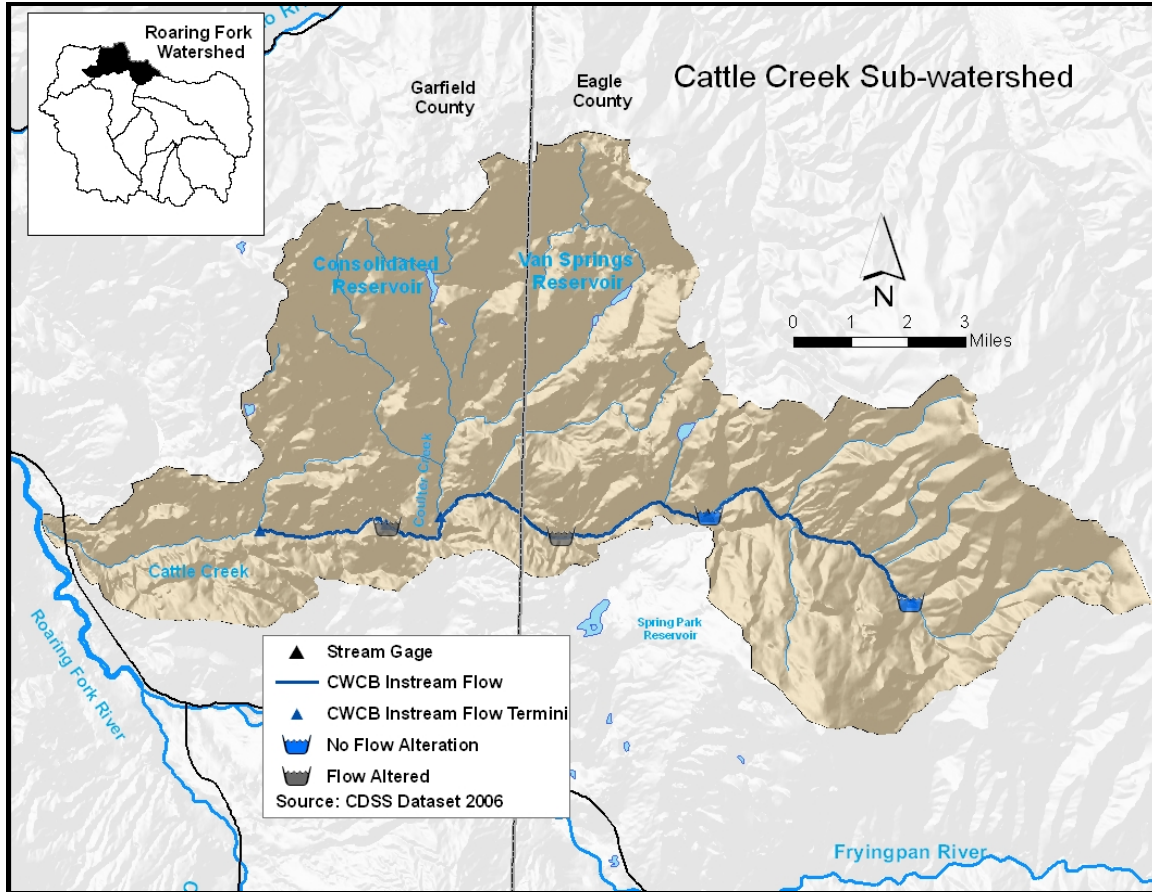 o River
Roaring Fork
Watershed
Garfield
County
Eagle
County
Cattle Creek Sub-watershed
N
0 1 2 3
Miles
Consolidated
Reservoir
Van Springs
Reservoir
Coulter Creek
Cattle Creek
Roaring Fork River
Spring Park
Reservoir
Stream Gage
CWCB Instream Flow
CWCB Instream Flow Termini
No Flow Alteration
Flow Altered
Source: CDSS Dataset 2006
Fryingpan River